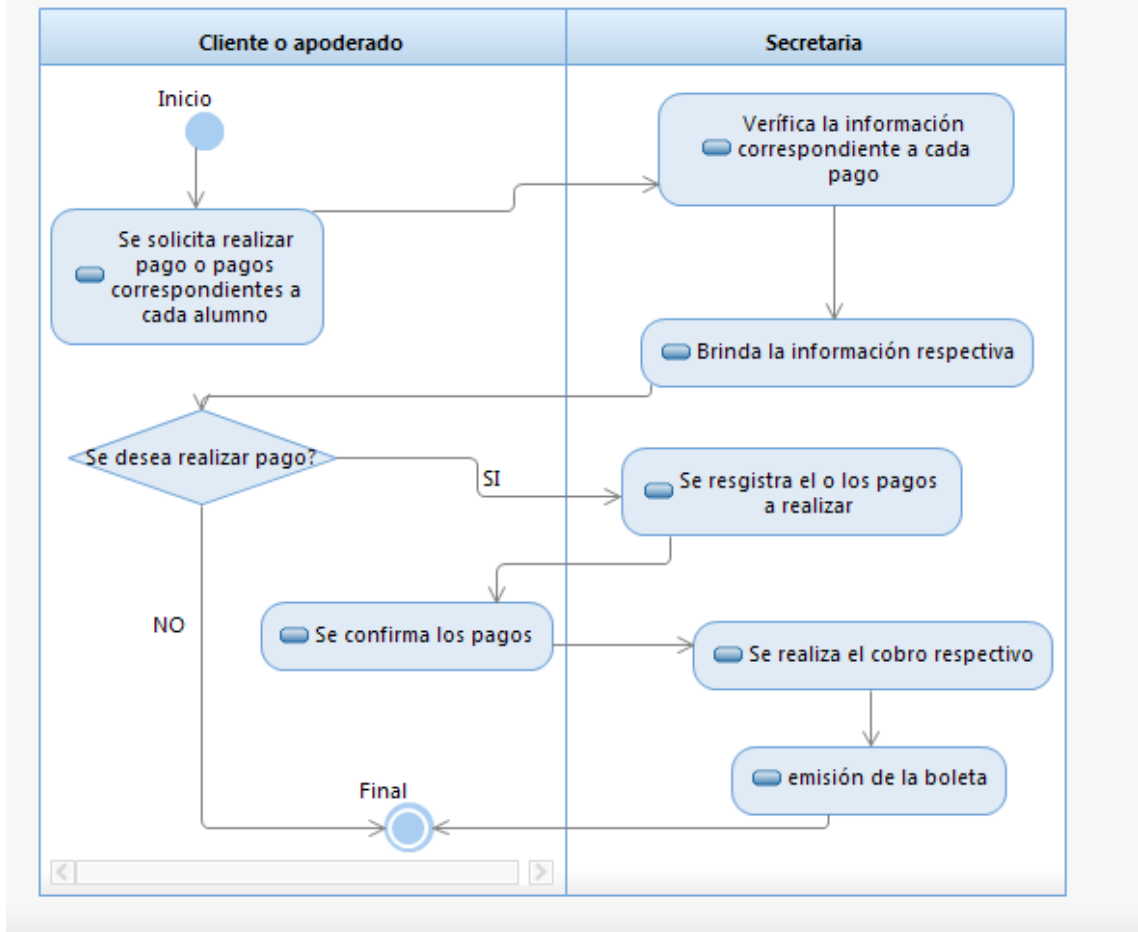 Cliente o apoderado
Secretaria
Inicio
Verífica la información
correspondiente a cada
pago
Se solicita realizar
pago o pagos
correspondientes a
cada alumno
Brinda la información respectiva
Se desea realizar pago?
SI
Se resgistra el o los pagos
a realizar
NO
Se confirma los pagos
Se realiza el cobro respectivo
emisión de la boleta
Final